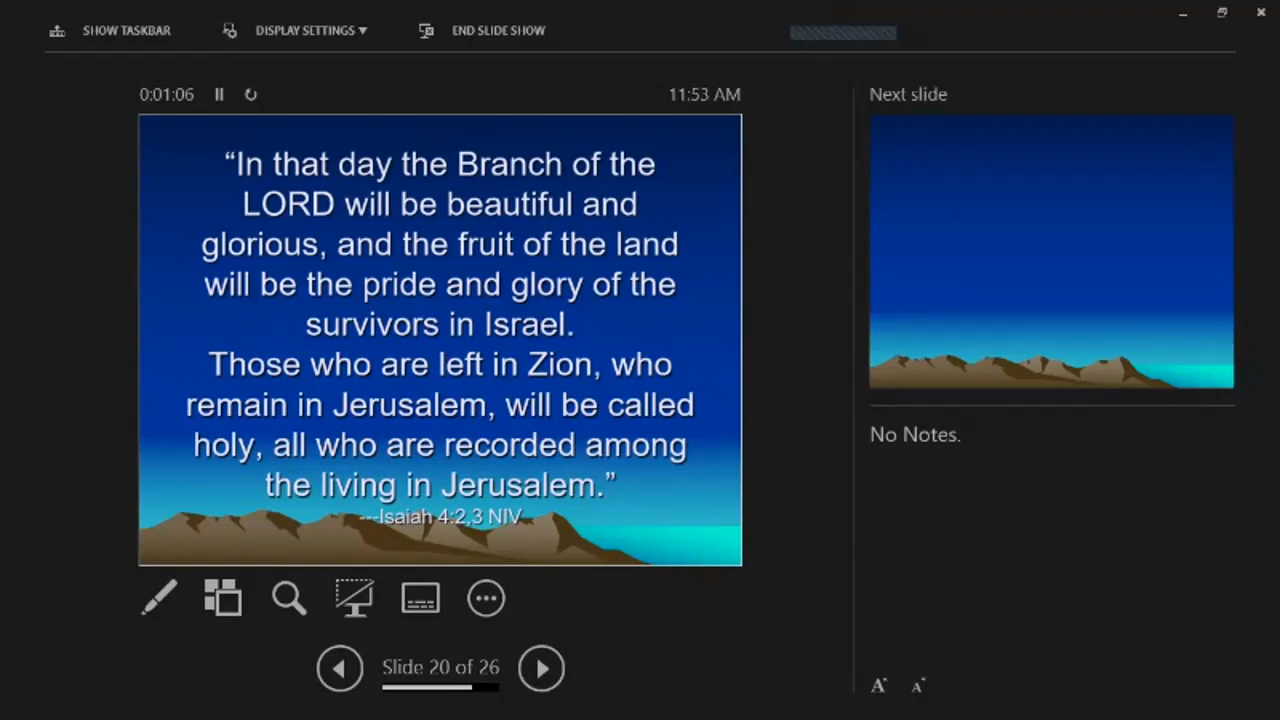 SHOW TASKBAR
DISPLAY SETTINGS ▼
END SLIDE SHOW
0:01:06
11:53 AM
“In that day the Branch of the
LORD will be beautiful and
glorious, and the fruit of the land
will be the pride and glory of the
survivors in Israel.
Those who are left in Zion, who
remain in Jerusalem, will be called
holy, all who are recorded among
the living in Jerusalem.”
---Isaiah 4:2,3 NIV
Slide 20 of 26
Next slide
No Notes.
A A